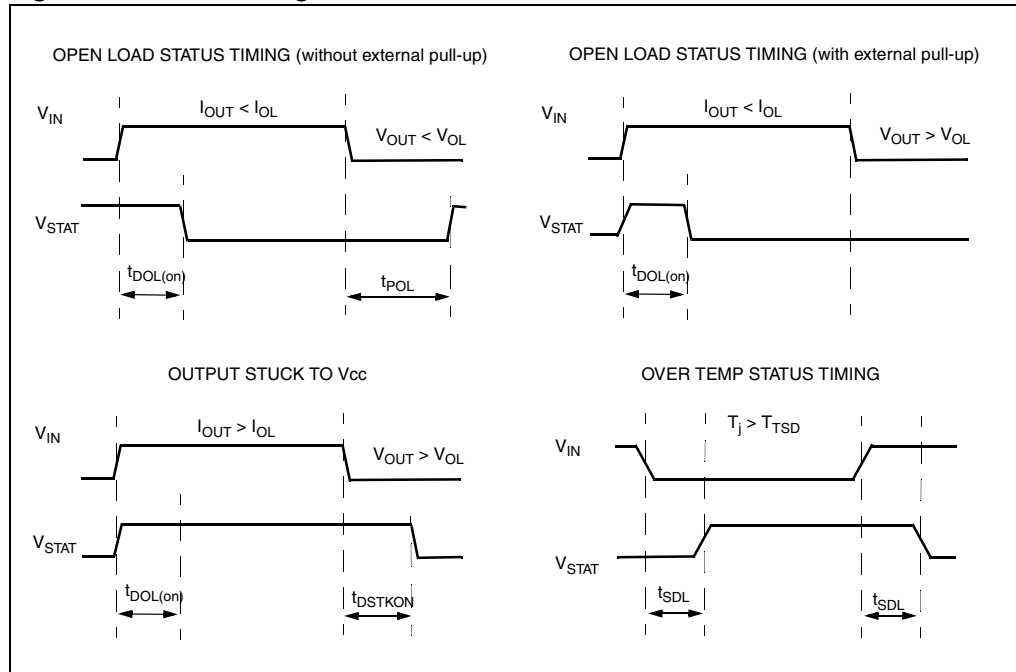 OPEN LOAD STATUS TIMING (without external pull-up)
V_IN
I_OUT < I_OL
V_OUT < V_OL
V_STAT
t_DOL(on)
t_POL
OPEN LOAD STATUS TIMING (with external pull-up)
V_IN
I_OUT < I_OL
V_OUT > V_OL
V_STAT
t_DOL(on)
OUTPUT STUCK TO Vcc
V_IN
I_OUT > I_OL
V_OUT > V_OL
V_STAT
t_DOL(on)
t_DSTKON
OVER TEMP STATUS TIMING
V_IN
T_j > T_TSD
V_STAT
t_SDL
t_SDL